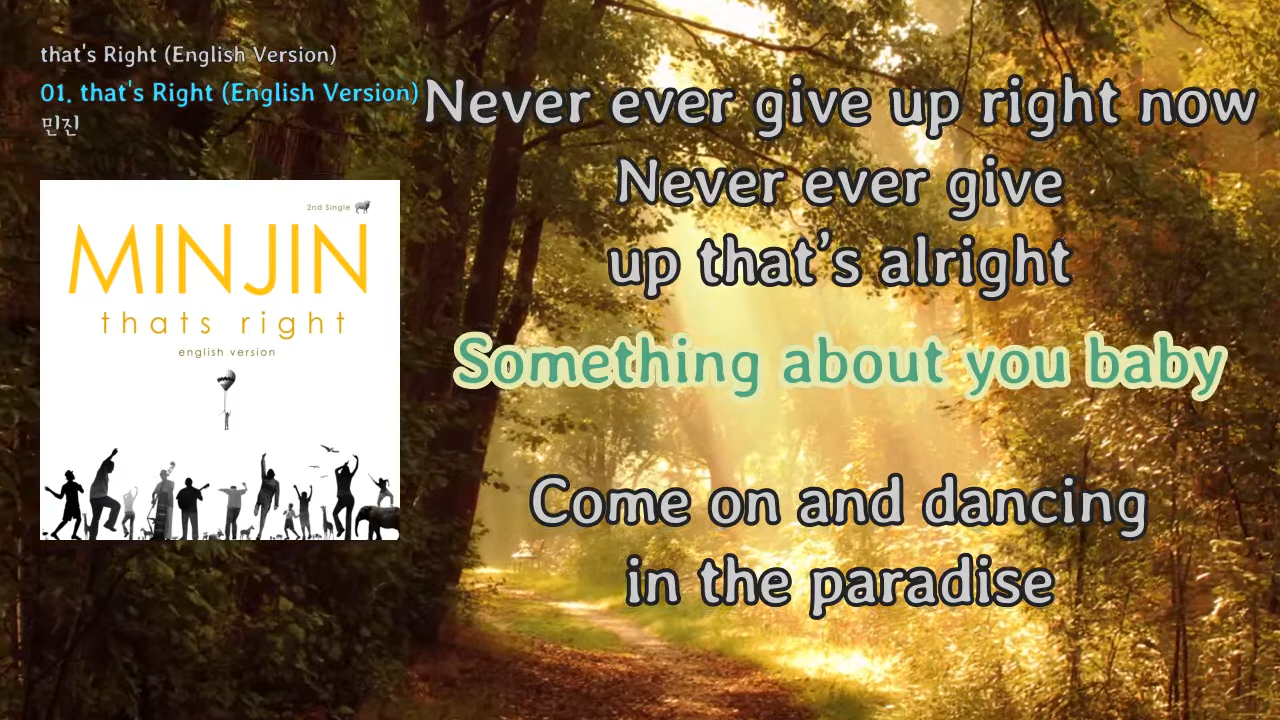 that's Right (English Version)
01. that's Right (English Version)
민진
2nd Single
MINJIN
thats right
english version
Never ever give up right now
Never ever give
up that’s alright
Something about you baby
Come on and dancing
in the paradise